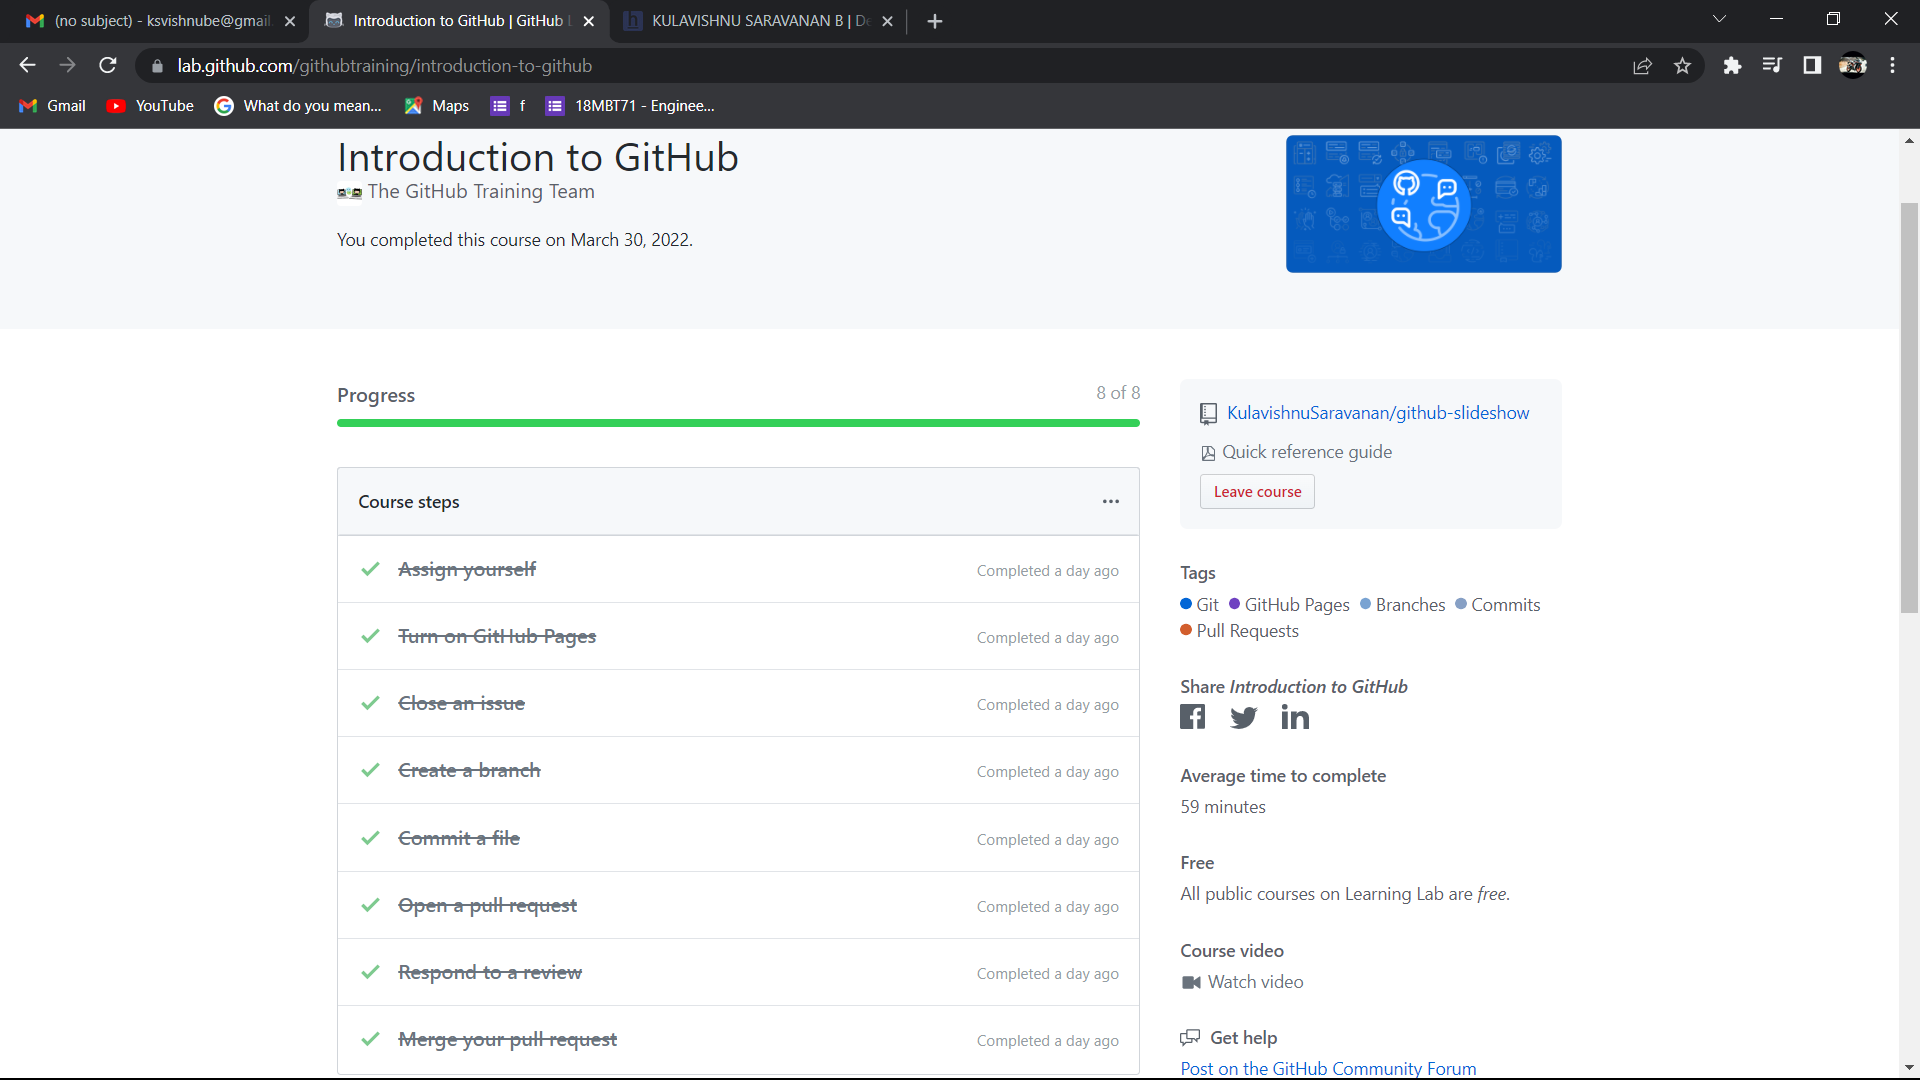 (no subject) - ksvishnube@gmail.
Introduction to GitHub | GitHub
KULAVISHNU SARAVANAN B | De
lab.github.com/githubtraining/introduction-to-github
Gmail
YouTube
What do you mean...
Maps
f
18MBT71 - Enginee...
Introduction to GitHub
The GitHub Training Team
You completed this course on March 30, 2022.
Progress
8 of 8
Course steps
Assign yourself
Completed a day ago
Turn on GitHub Pages
Completed a day ago
Close an issue
Completed a day ago
Create a branch
Completed a day ago
Commit a file
Completed a day ago
Open a pull request
Completed a day ago
Respond to a review
Completed a day ago
Merge your pull request
Completed a day ago
KulavishnuSaravanan/github-slideshow
Quick reference guide
Leave course
Tags
Git GitHub Pages Branches Commits
Pull Requests
Share Introduction to GitHub
Average time to complete
59 minutes
Free
All public courses on Learning Lab are free.
Course video
Watch video
Get help
Post on the GitHub Community Forum